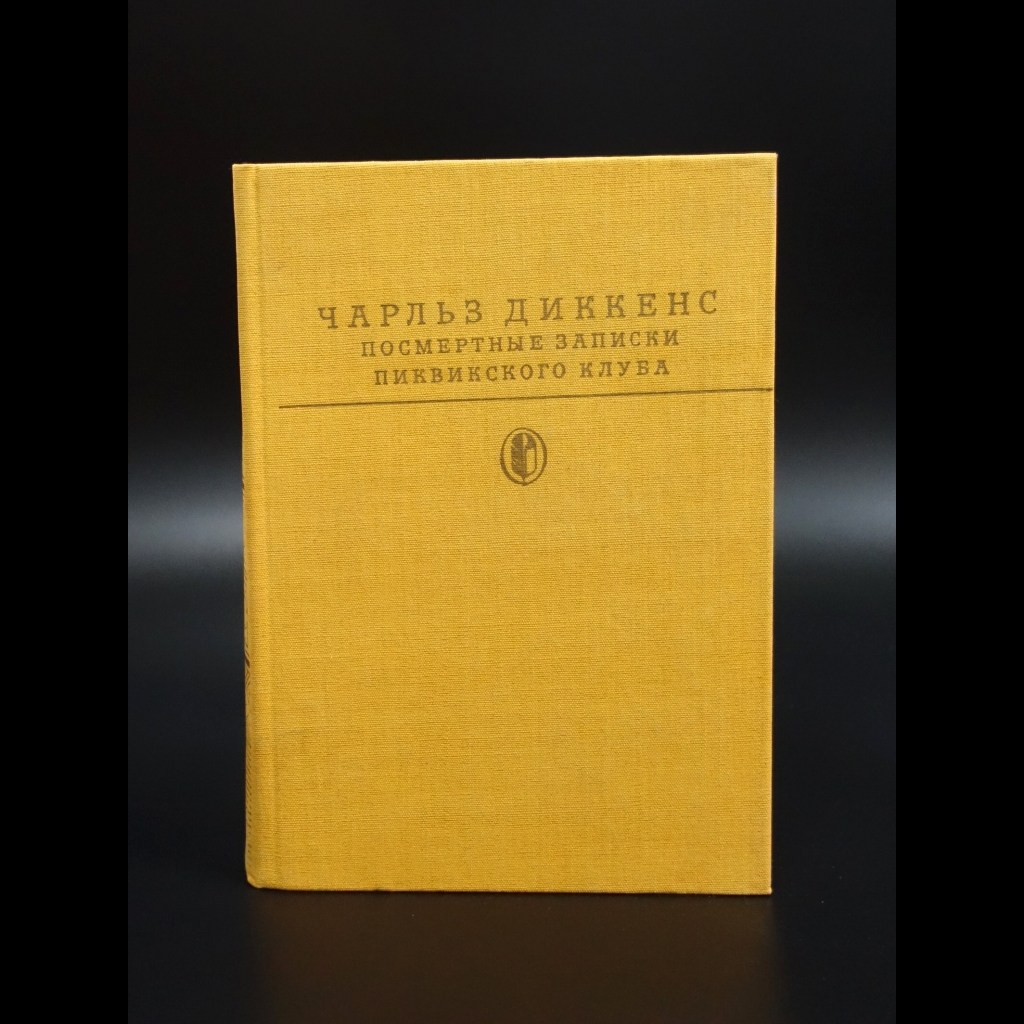 ЧАРЛЬЗ ДИККЕНС
ПОСМЕРТНЫЕ ЗАПИСКИ
ПИКВИКСКОГО КЛУБА